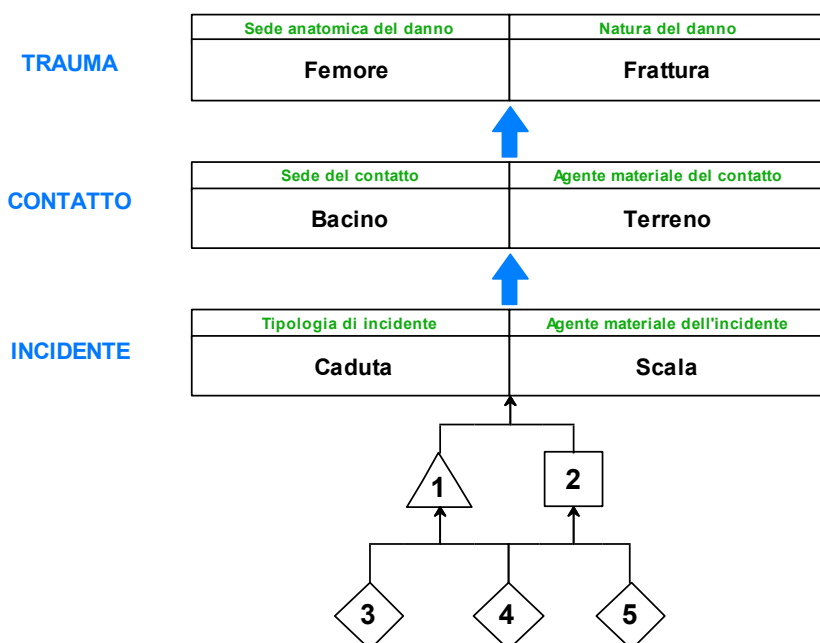 Sede anatomica del danno Natura del danno
TRAUMA Femore Frattura
Sede del contatto Agente materiale del contatto
CONTATTO Bacino Terreno
Tipologia di incidente Agente materiale dell'incidente
INCIDENTE Caduta Scala
1 2
3 4 5